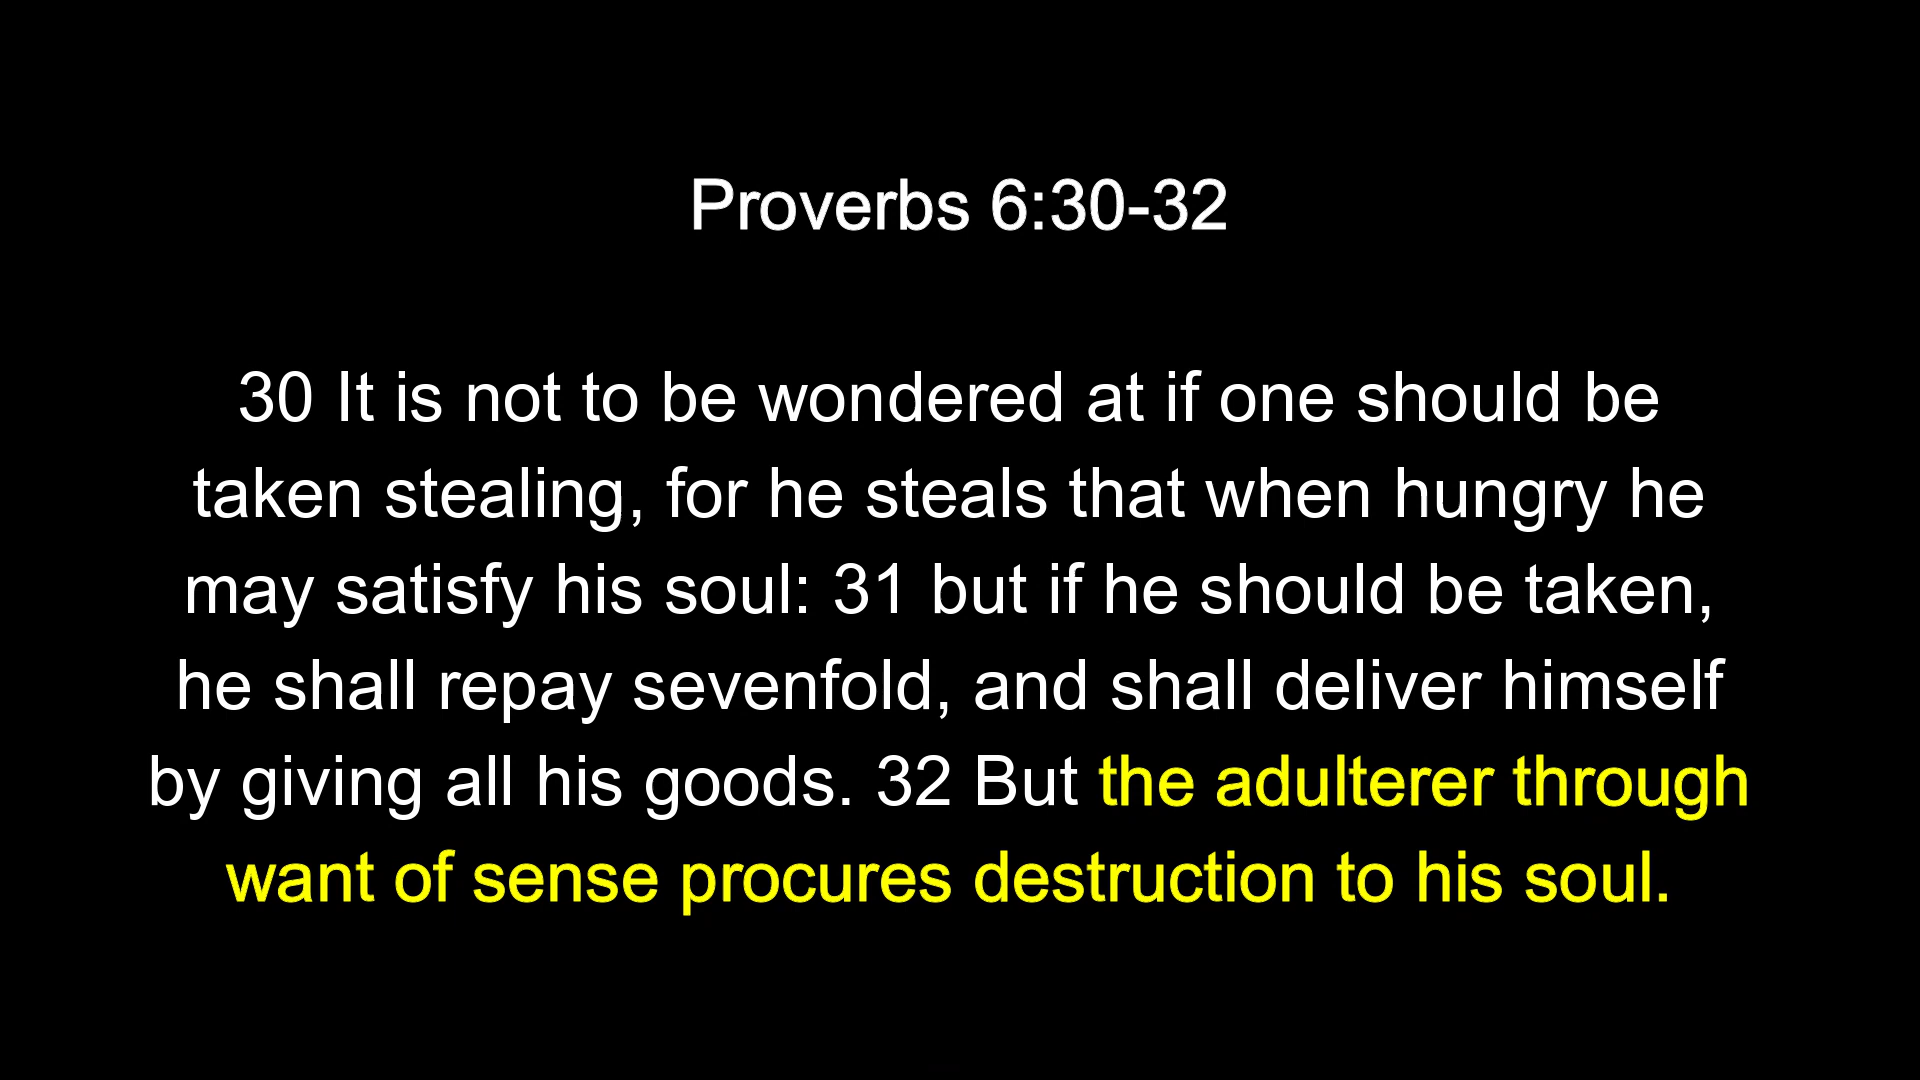 Proverbs 6:30-32
30 It is not to be wondered at if one should be
taken stealing, for he steals that when hungry he
may satisfy his soul: 31 but if he should be taken,
he shall repay sevenfold, and shall deliver himself
by giving all his goods. 32 But the adulterer through
want of sense procures destruction to his soul.